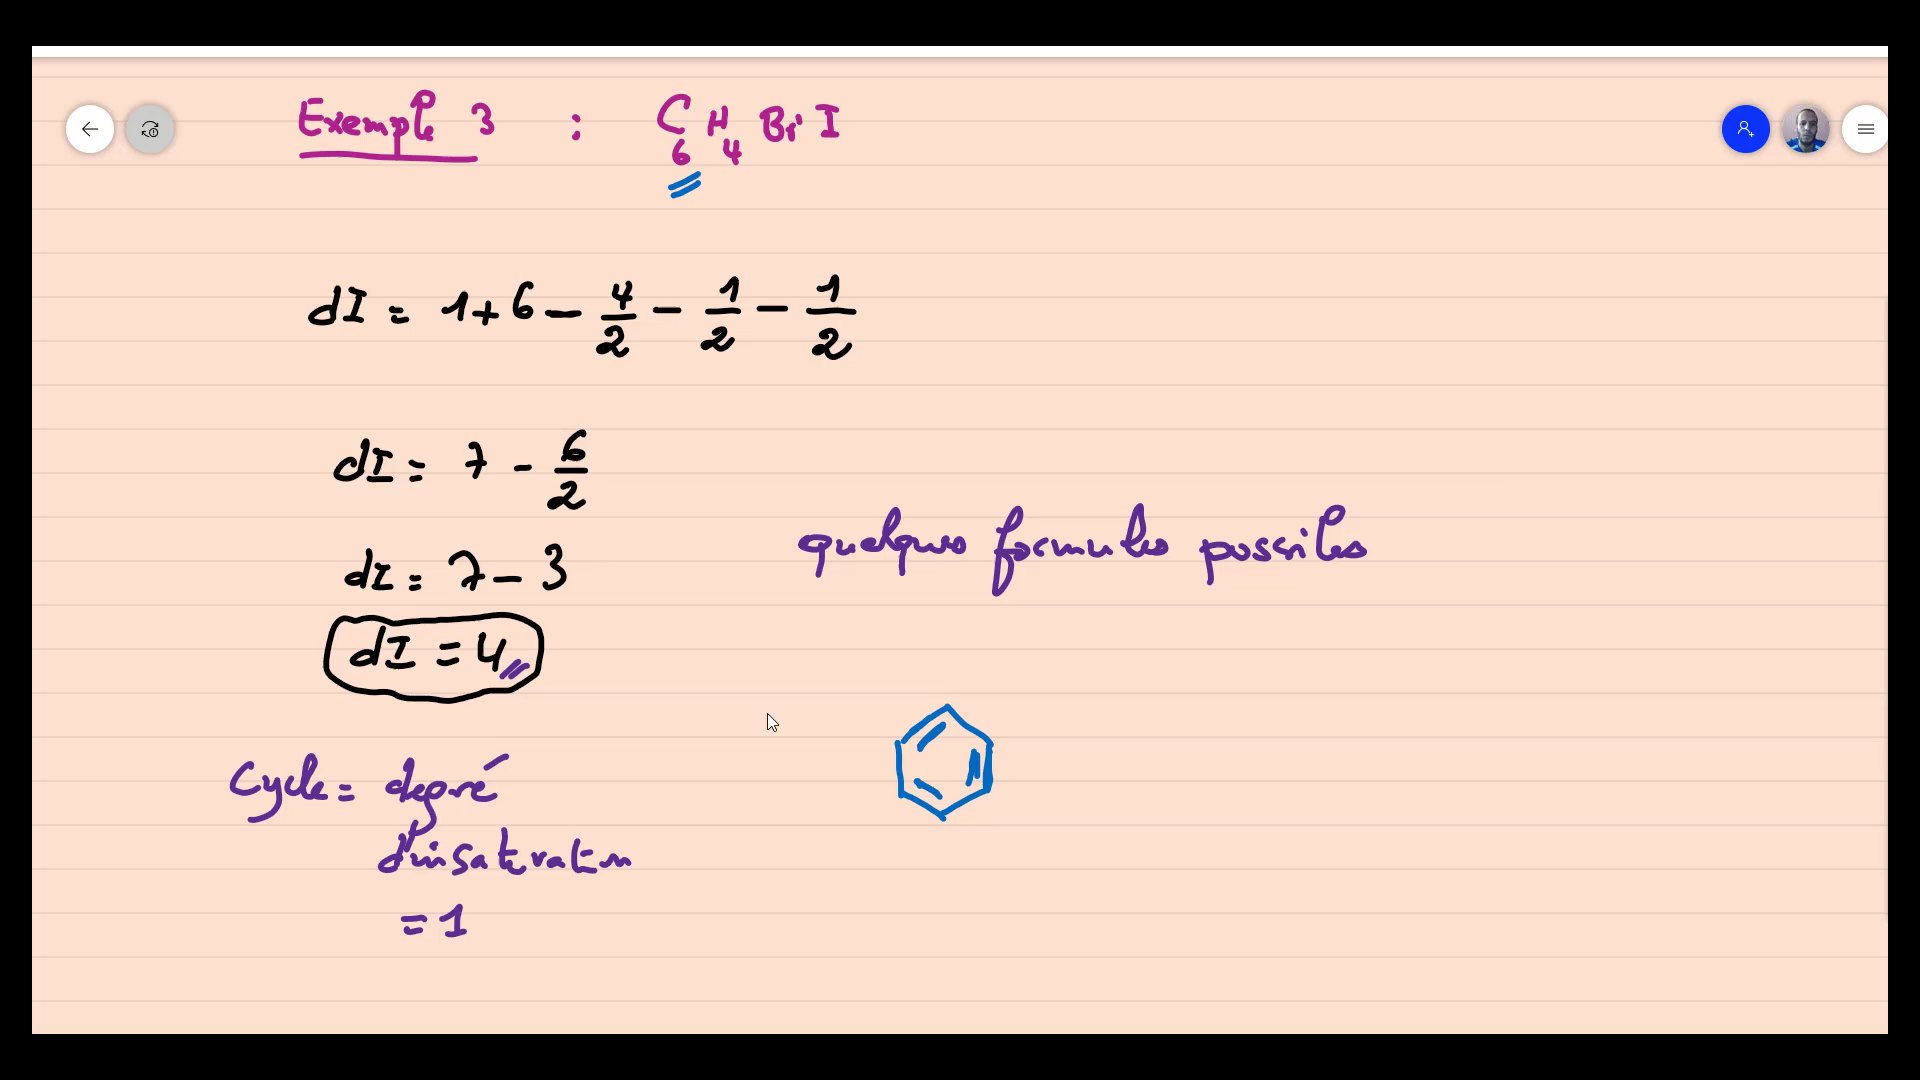 Exemple 3 : C6H4BrI
dI = 1+6 - 4/2 - 1/2 - 1/2
dI = 7 - 6/2
dI = 7 - 3
dI = 4
quelques formules possibles
Cycle = degré
d'insaturation
= 1